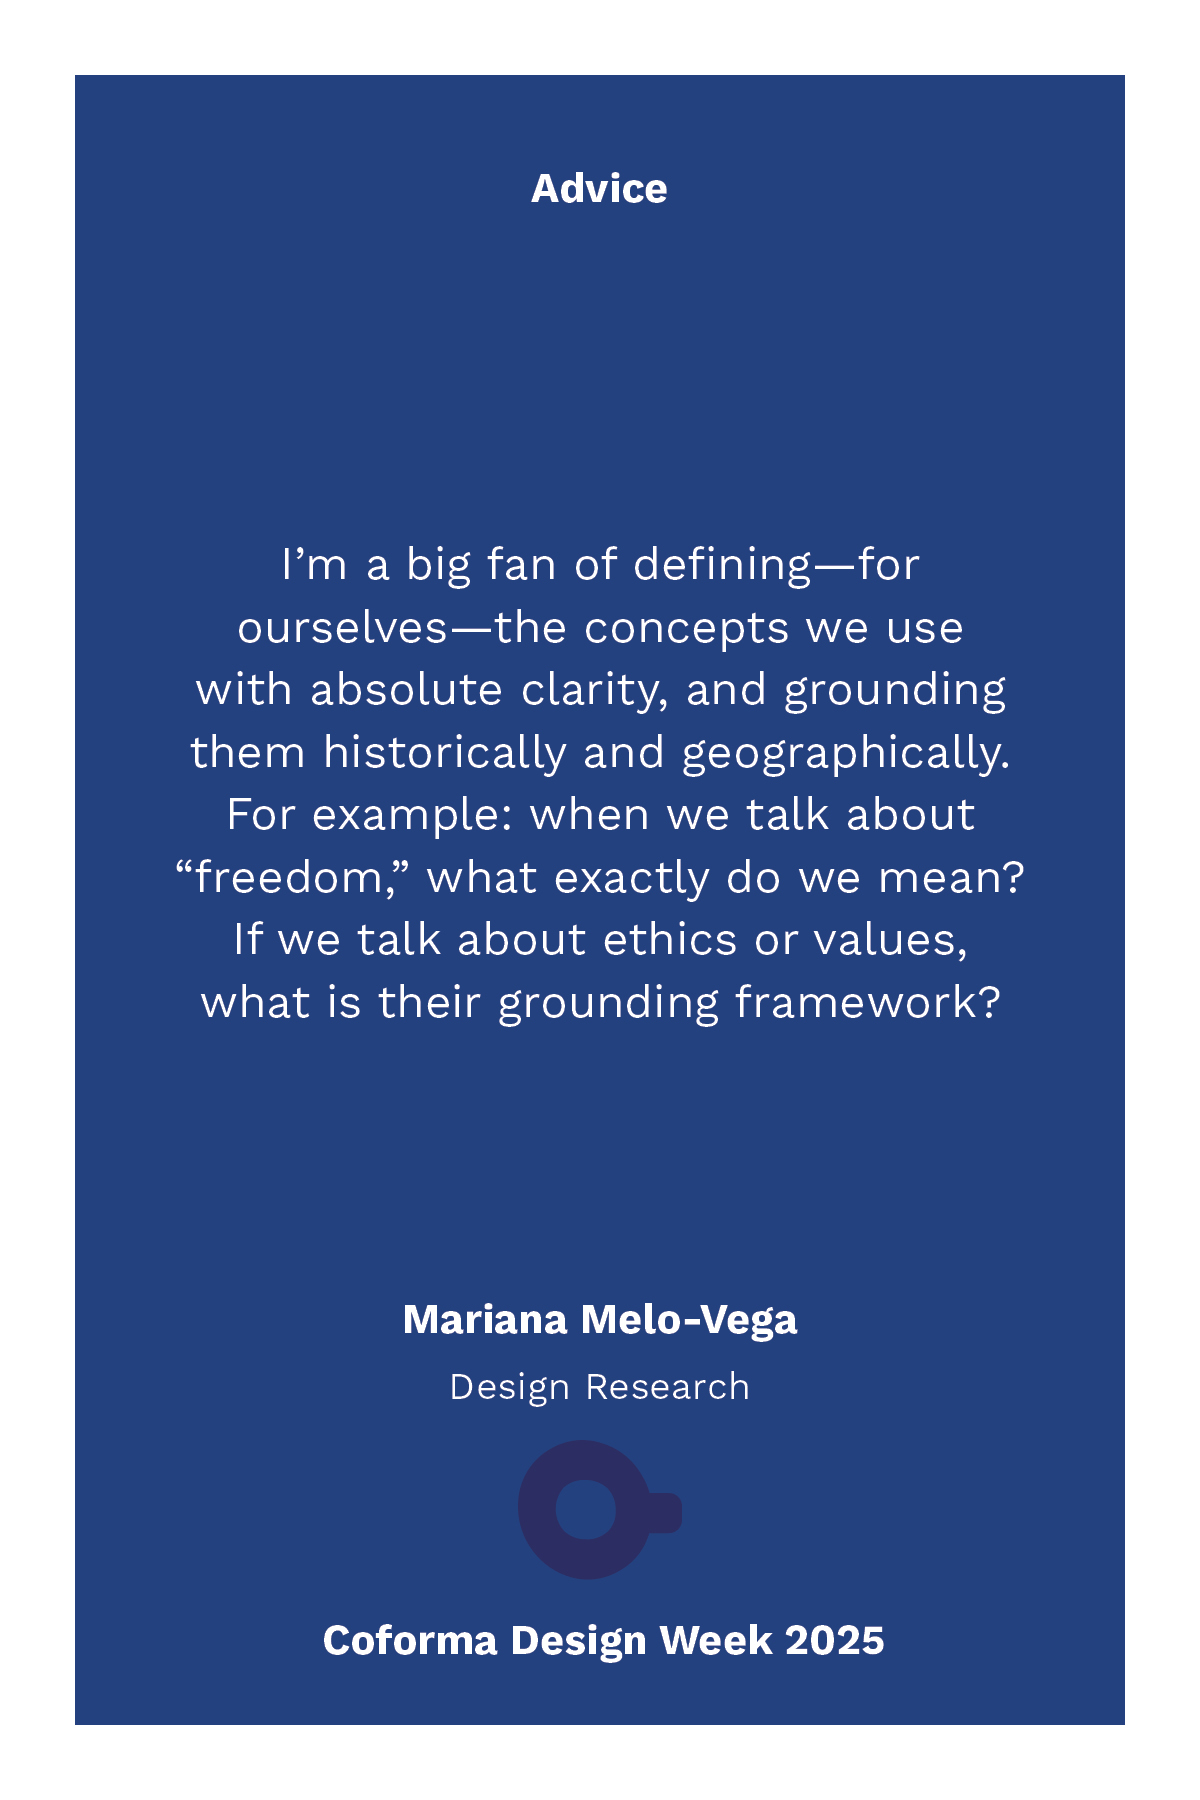 Advice
I’m a big fan of defining—for
ourselves—the concepts we use
with absolute clarity, and grounding
them historically and geographically.
For example: when we talk about
“freedom,” what exactly do we mean?
If we talk about ethics or values,
what is their grounding framework?
Mariana Melo-Vega
Design Research
Coforma Design Week 2025